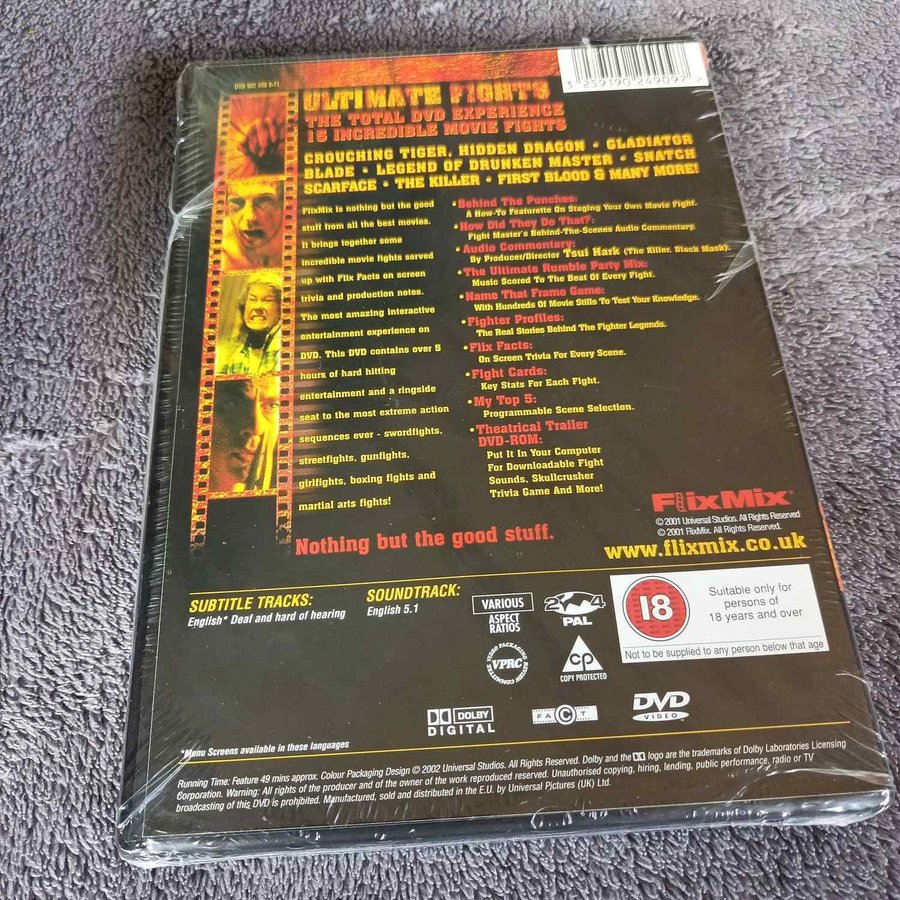 DVD 902 400 9-11
3 259190 249097
ULTIMATE FIGHTS
THE TOTAL DVD EXPERIENCE
16 INCREDIBLE MOVIE FIGHTS
CROUCHING TIGER, HIDDEN DRAGON • GLADIATOR
BLADE • LEGEND OF DRUNKEN MASTER • SNATCH
SCARFACE • THE KILLER • FIRST BLOOD & MANY MORE!
FlixMix is nothing but the good
stuff from all the best movies.
It brings together some
incredible movie fights served
up with Flix Facts on screen
trivia and production notes.
The most amazing interactive
entertainment experience on
DVD. This DVD contains over 5
hours of hard hitting
entertainment and a ringside
seat to the most extreme action
sequences ever - swordfights,
streetfights, gunfights,
girlfights, boxing fights and
martial arts fights!
• Behind The Punches:
A How-To Featurette On Staging Your Own Movie Fight.
• How Did They Do That?:
Fight Master's Behind-The-Scenes Audio Commentary.
• Audio Commentary:
By Producer/Director Tsui Hark (The Killer, Black Mask).
• The Ultimate Rumble Party Mix:
Music Scored To The Beat Of Every Fight.
• Name That Frame Game:
With Hundreds Of Movie Stills To Test Your Knowledge.
• Fighter Profiles:
The Real Stories Behind The Fighter Legends.
• Flix Facts:
On Screen Trivia For Every Scene.
• Fight Cards:
Key Stats For Each Fight.
• My Top 5:
Programmable Scene Selection.
• Theatrical Trailer
DVD-ROM:
Put It In Your Computer
For Downloadable Fight
Sounds, Skullcrusher
Trivia Game And More!
FlixMix®
© 2001 Universal Studios. All Rights Reserved
© 2001 FlixMix. All Rights Reserved.
www.flixmix.co.uk
Nothing but the good stuff.
SUBTITLE TRACKS:
English* Deaf and hard of hearing
SOUNDTRACK:
English 5.1
VARIOUS
ASPECT
RATIOS
2 4
PAL
VIDEO PACKAGING REVIEW COMMITTEE
VPRC
CP
COPY PROTECTED
18
Suitable only for
persons of
18 years and over
Not to be supplied to any person below that age
DOLBY
DIGITAL
FACT
DVD
VIDEO
*Menu Screens available in these languages
Running Time: Feature 49 mins approx. Colour Packaging Design © 2002 Universal Studios. All Rights Reserved. Dolby and the DD logo are the trademarks of Dolby Laboratories Licensing
Corporation. Warning: All rights of the producer and of the owner of the work reproduced reserved. Unauthorised copying, hiring, lending, public performance, radio or TV
broadcasting of this DVD is prohibited. Manufactured, sold and distributed in the E.U. by Universal Pictures (UK) Ltd.